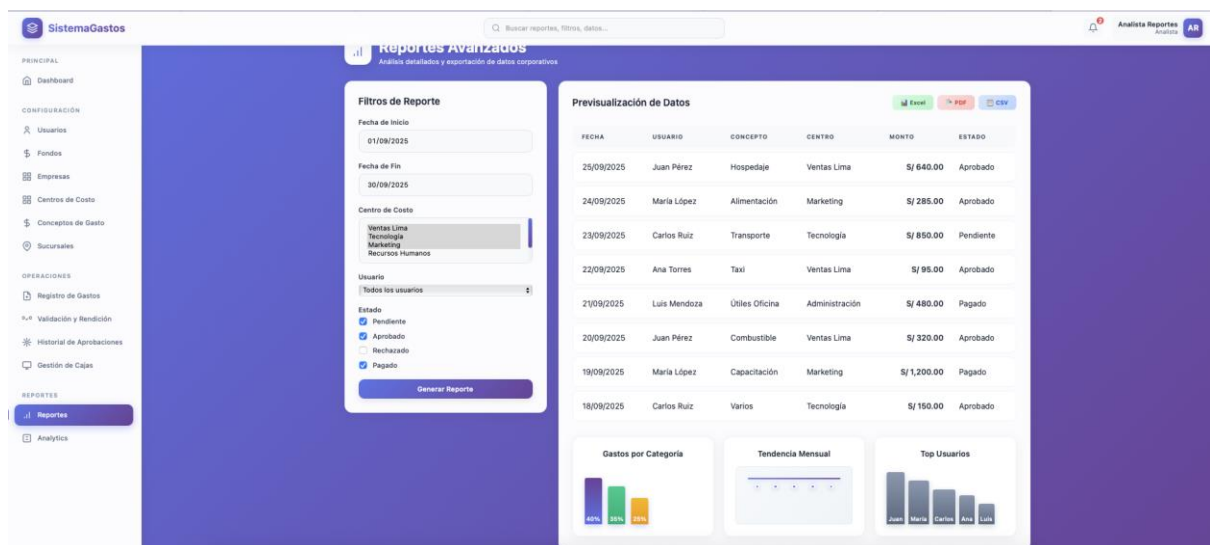 SistemaGastos
Buscar reportes, filtros, datos...
2
Analista Reportes
Analista
AR
PRINCIPAL
Dashboard
CONFIGURACIÓN
Usuarios
Fondos
Empresas
Centros de Costo
Conceptos de Gasto
Sucursales
OPERACIONES
Registro de Gastos
Validación y Rendición
Historial de Aprobaciones
Gestión de Cajas
REPORTES
Reportes
Analytics
Reportes Avanzados
Análisis detallados y exportación de datos corporativos
Filtros de Reporte
Fecha de Inicio
01/09/2025
Fecha de Fin
30/09/2025
Centro de Costo
Ventas Lima
Tecnología
Marketing
Recursos Humanos
Usuario
Todos los usuarios
Estado
Pendiente
Aprobado
Rechazado
Pagado
Generar Reporte
Previsualización de Datos
Excel PDF CSV
FECHA USUARIO CONCEPTO CENTRO MONTO ESTADO
25/09/2025 Juan Pérez Hospedaje Ventas Lima S/ 640.00 Aprobado
24/09/2025 María López Alimentación Marketing S/ 285.00 Aprobado
23/09/2025 Carlos Ruiz Transporte Tecnología S/ 850.00 Pendiente
22/09/2025 Ana Torres Taxi Ventas Lima S/ 95.00 Aprobado
21/09/2025 Luis Mendoza Útiles Oficina Administración S/ 480.00 Pagado
20/09/2025 Juan Pérez Combustible Ventas Lima S/ 320.00 Aprobado
19/09/2025 María López Capacitación Marketing S/ 1,200.00 Pagado
18/09/2025 Carlos Ruiz Varios Tecnología S/ 150.00 Aprobado
Gastos por Categoría
40% 35% 25%
Tendencia Mensual
Top Usuarios
Juan María Carlos Ana Luis